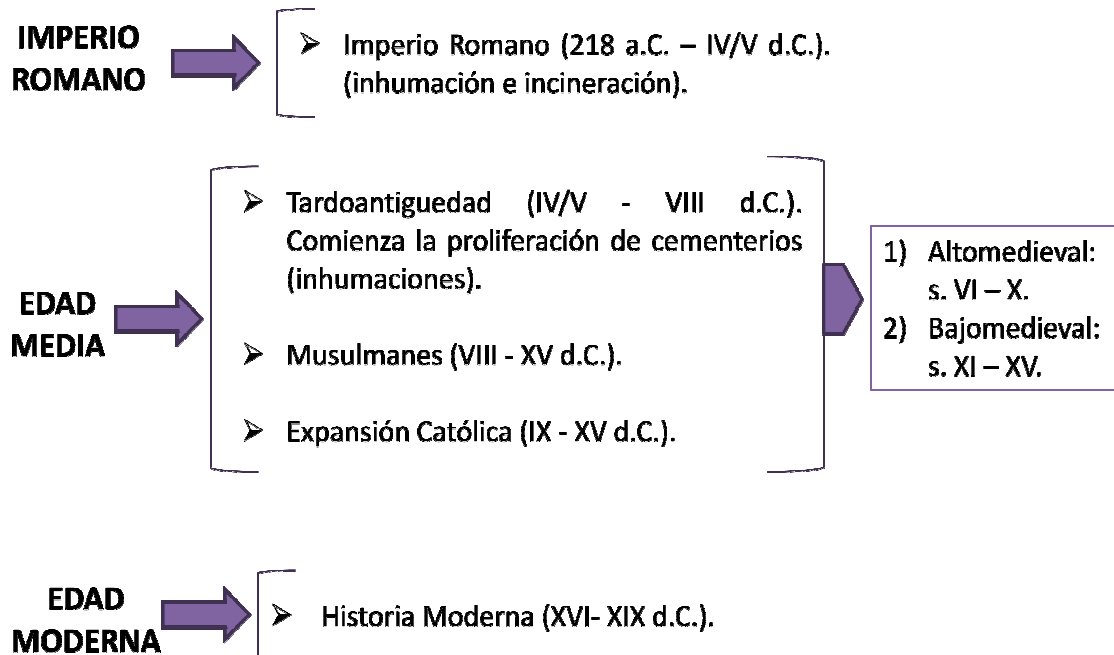 IMPERIO
ROMANO
➢ Imperio Romano (218 a.C. – IV/V d.C.).
(inhumación e incineración).
EDAD
MEDIA
➢ Tardoantiguedad (IV/V - VIII d.C.).
Comienza la proliferación de cementerios
(inhumaciones).
➢ Musulmanes (VIII - XV d.C.).
➢ Expansión Católica (IX - XV d.C.).
1) Altomedieval:
s. VI – X.
2) Bajomedieval:
s. XI – XV.
EDAD
MODERNA
➢ Historia Moderna (XVI- XIX d.C.).